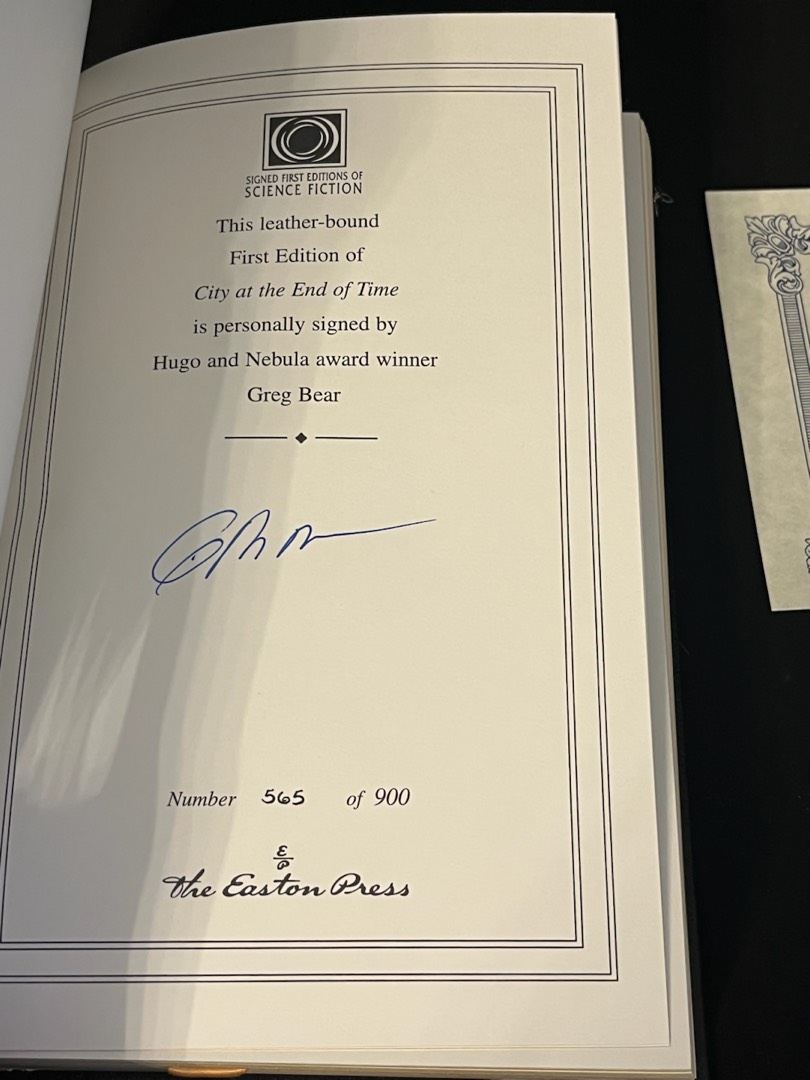 SIGNED FIRST EDITIONS OF
SCIENCE FICTION
This leather-bound
First Edition of
City at the End of Time
is personally signed by
Hugo and Nebula award winner
Greg Bear
Number 565 of 900
EP
The Easton Press